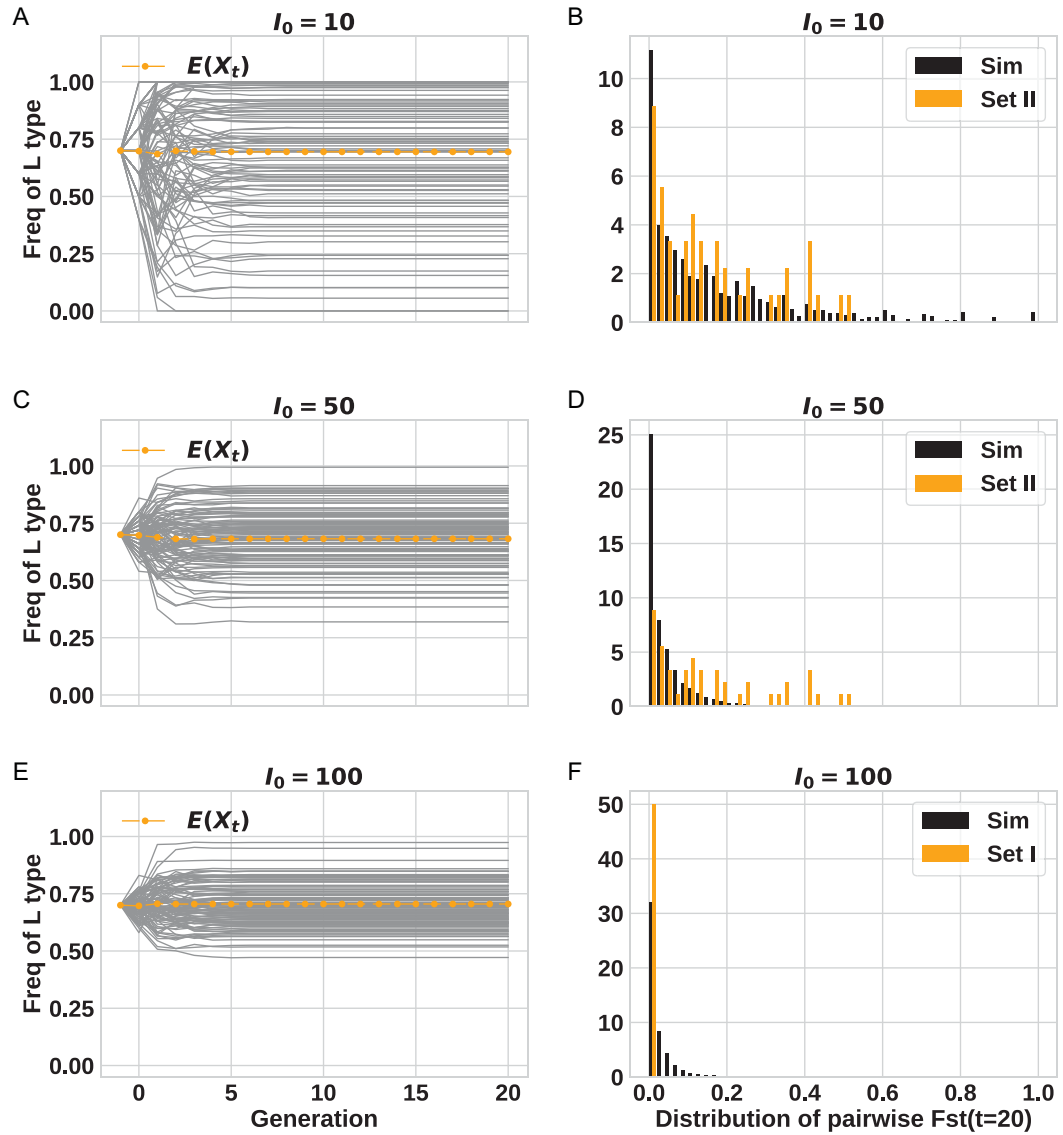 A
I₀ = 10
E(Xₜ)
Freq of L type
1.00
0.75
0.50
0.25
0.00
B
I₀ = 10
Sim
Set II
10
8
6
4
2
0
C
I₀ = 50
E(Xₜ)
Freq of L type
1.00
0.75
0.50
0.25
0.00
D
I₀ = 50
Sim
Set II
25
20
15
10
5
0
E
I₀ = 100
E(Xₜ)
Freq of L type
1.00
0.75
0.50
0.25
0.00
0 5 10 15 20
Generation
F
I₀ = 100
Sim
Set I
50
40
30
20
10
0
0.0 0.2 0.4 0.6 0.8 1.0
Distribution of pairwise Fst(t=20)